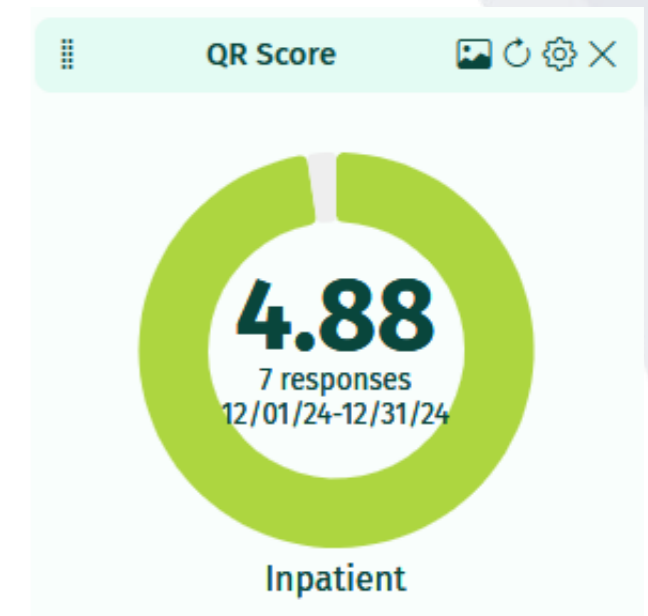 QR Score
4.88
7 responses
12/01/24-12/31/24
Inpatient